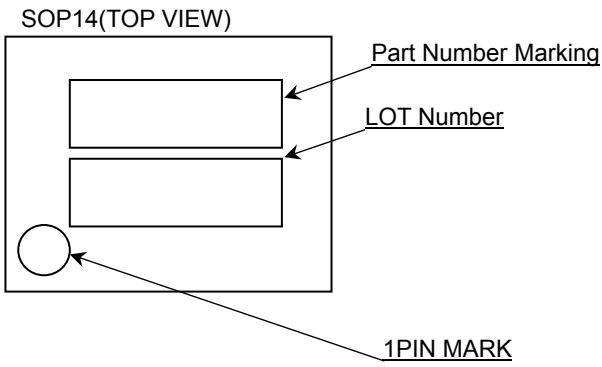 SOP14(TOP VIEW)
Part Number Marking
LOT Number
1PIN MARK